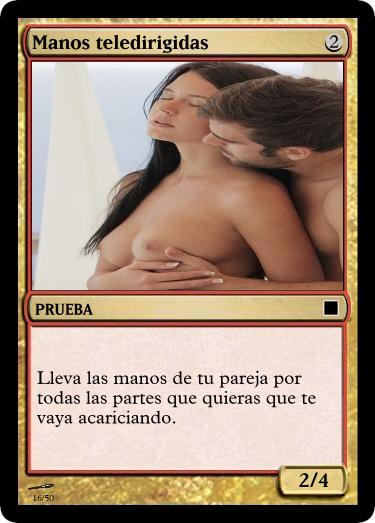 Manos teledirigidas 2
PRUEBA
Lleva las manos de tu pareja por
todas las partes que quieras que te
vaya acariciando.
2/4
16/50